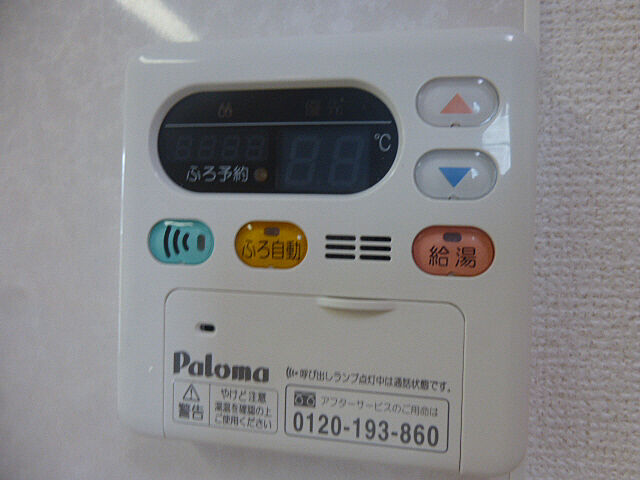 優先
℃
ふろ予約
ふろ自動
給湯
Paloma
呼び出しランプ点灯中は通話状態です。
警告
やけど注意
湯温を確認の上
ご使用ください
アフターサービスのご用命は
0120-193-860